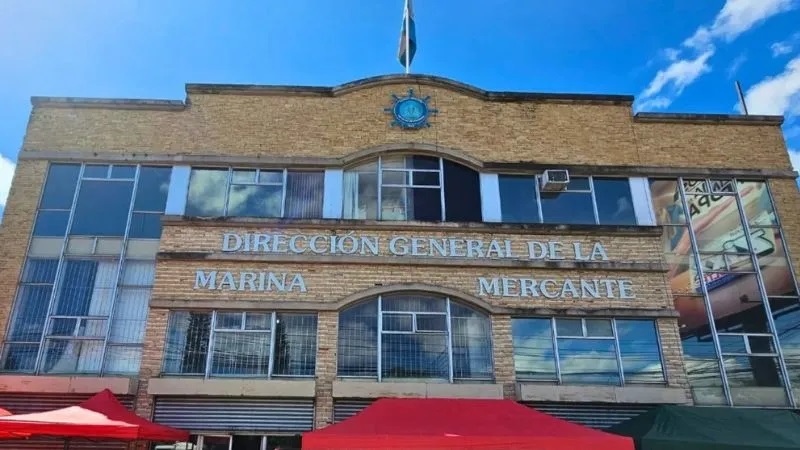 DIRECCIÓN GENERAL DE LA
MARINA MERCANTE